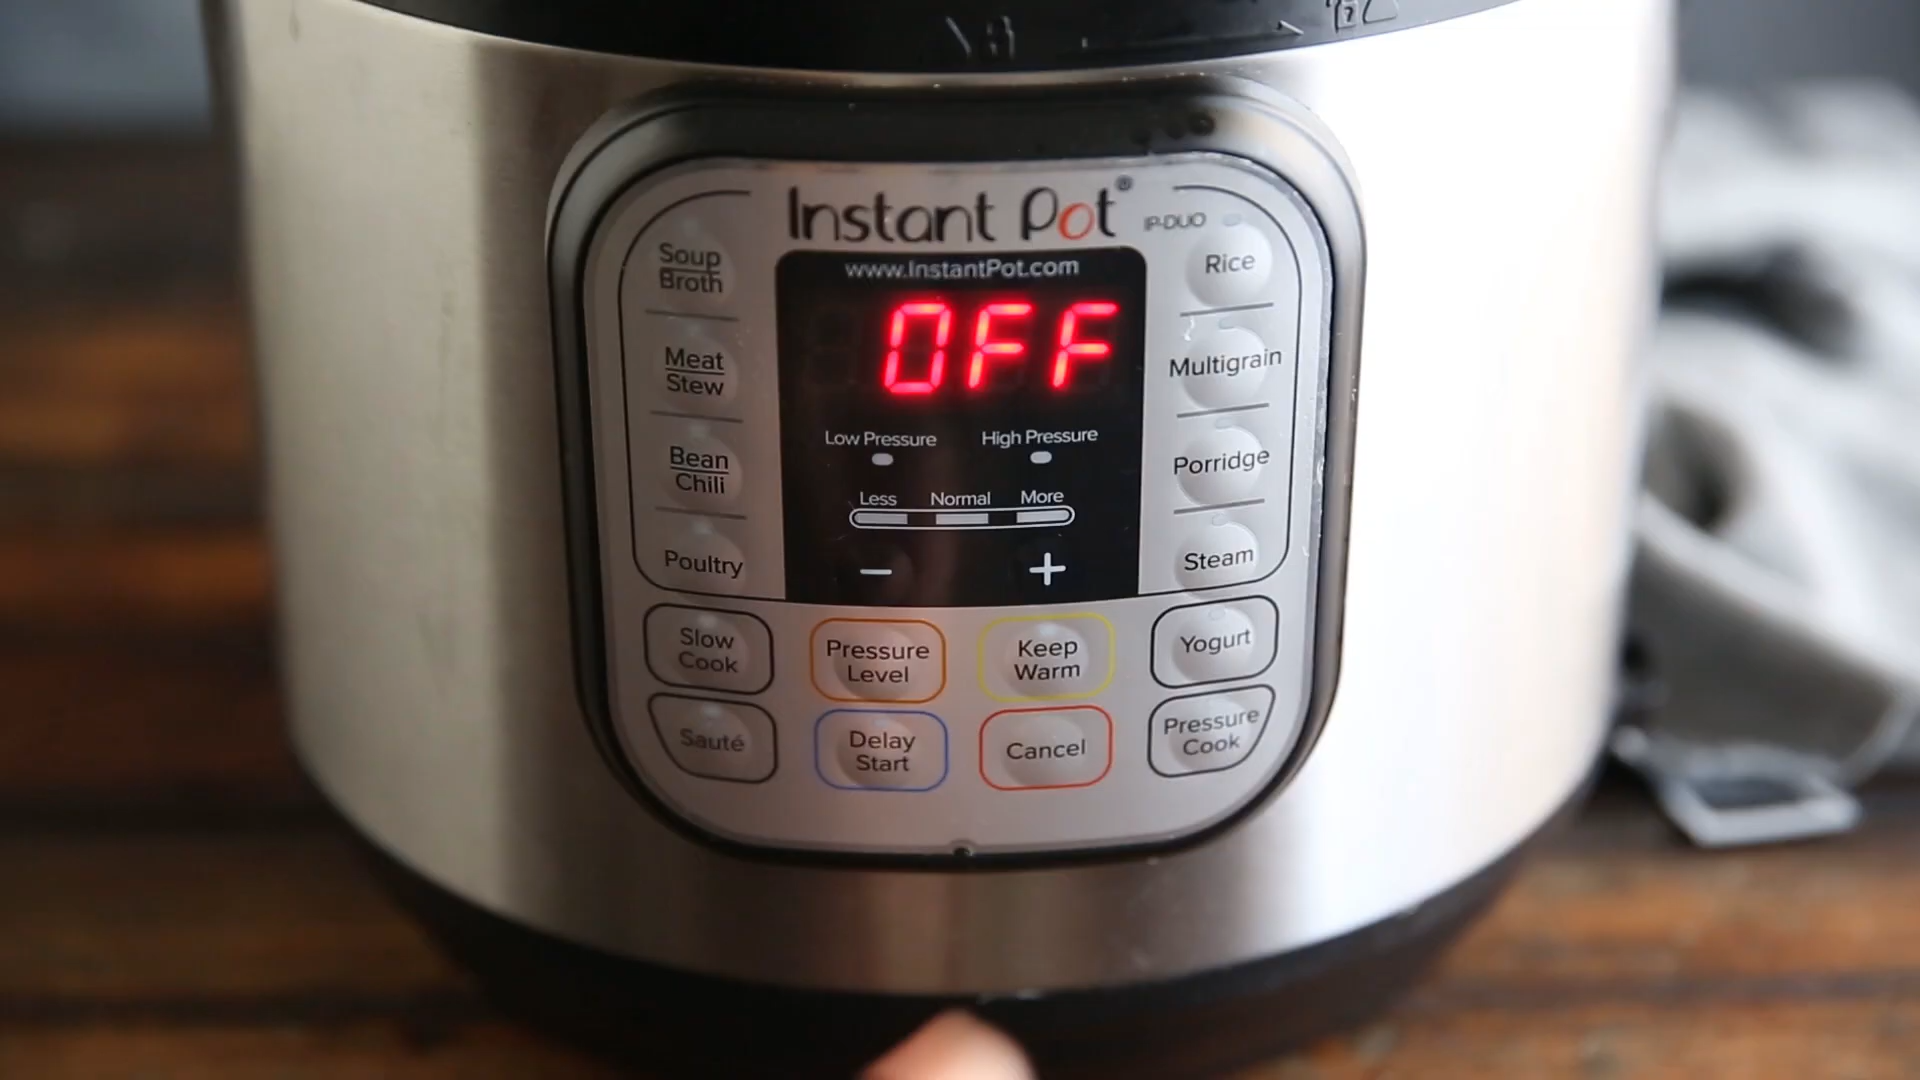 Instant Pot®
IP-DUO
www.InstantPot.com
OFF
Low Pressure
High Pressure
Less Normal More
− +
Soup
Broth
Meat
Stew
Bean
Chili
Poultry
Rice
Multigrain
Porridge
Steam
Slow
Cook
Pressure
Level
Keep
Warm
Yogurt
Sauté
Delay
Start
Cancel
Pressure
Cook